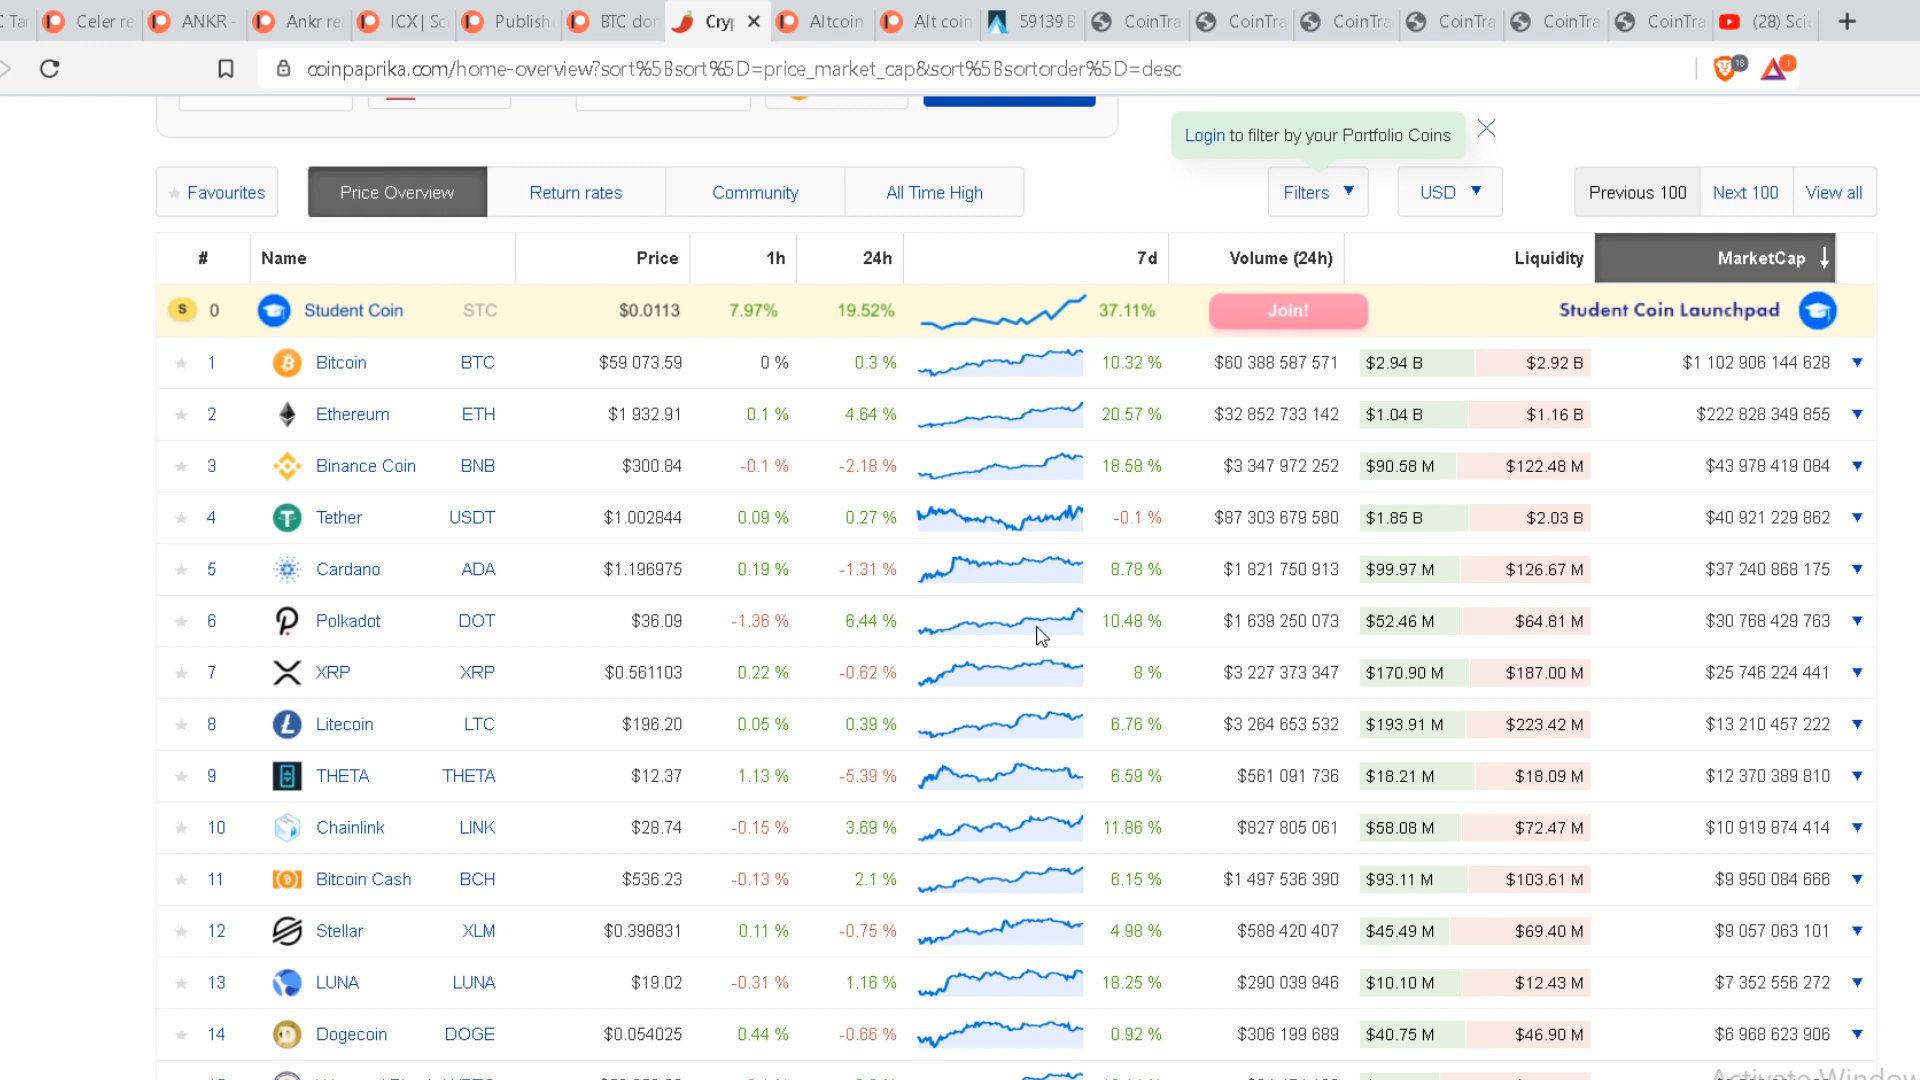 C Tar Celer re ANKR - Ankr re ICX | Sc Publish BTC dor Cryp Altcoin Alt coin 59139 B CoinTra CoinTra CoinTra CoinTra CoinTra CoinTra (28) Scie
coinpaprika.com/home-overview?sort%5Bsort%5D=price_market_cap&sort%5Bsortorder%5D=desc 18 1
Login to filter by your Portfolio Coins
Favourites Price Overview Return rates Community All Time High Filters USD Previous 100 Next 100 View all
# Name Price 1h 24h 7d Volume (24h) Liquidity MarketCap
S 0 Student Coin STC $0.0113 7.97% 19.52% 37.11% Join! Student Coin Launchpad
1 Bitcoin BTC $59 073.59 0 % 0.3 % 10.32 % $60 388 587 571 $2.94 B $2.92 B $1 102 906 144 628
2 Ethereum ETH $1 932.91 0.1 % 4.64 % 20.57 % $32 852 733 142 $1.04 B $1.16 B $222 828 349 855
3 Binance Coin BNB $300.84 -0.1 % -2.18 % 18.58 % $3 347 972 252 $90.58 M $122.48 M $43 978 419 084
4 Tether USDT $1.002844 0.09 % 0.27 % -0.1 % $87 303 679 580 $1.85 B $2.03 B $40 921 229 862
5 Cardano ADA $1.196975 0.19 % -1.31 % 8.78 % $1 821 750 913 $99.97 M $126.67 M $37 240 868 175
6 Polkadot DOT $36.09 -1.36 % 6.44 % 10.48 % $1 639 250 073 $52.46 M $64.81 M $30 768 429 763
7 XRP XRP $0.561103 0.22 % -0.62 % 8 % $3 227 373 347 $170.90 M $187.00 M $25 746 224 441
8 Litecoin LTC $196.20 0.05 % 0.39 % 6.76 % $3 264 653 532 $193.91 M $223.42 M $13 210 457 222
9 THETA THETA $12.37 1.13 % -5.39 % 6.59 % $561 091 736 $18.21 M $18.09 M $12 370 389 810
10 Chainlink LINK $28.74 -0.15 % 3.69 % 11.86 % $827 805 061 $58.08 M $72.47 M $10 919 874 414
11 Bitcoin Cash BCH $536.23 -0.13 % 2.1 % 6.15 % $1 497 536 390 $93.11 M $103.61 M $9 950 084 666
12 Stellar XLM $0.398831 0.11 % -0.75 % 4.98 % $588 420 407 $45.49 M $69.40 M $9 057 063 101
13 LUNA LUNA $19.02 -0.31 % 1.16 % 18.25 % $290 039 946 $10.10 M $12.43 M $7 352 556 272
14 Dogecoin DOGE $0.054025 0.44 % -0.66 % 0.92 % $306 199 689 $40.75 M $46.90 M $6 968 623 906
Activate Window